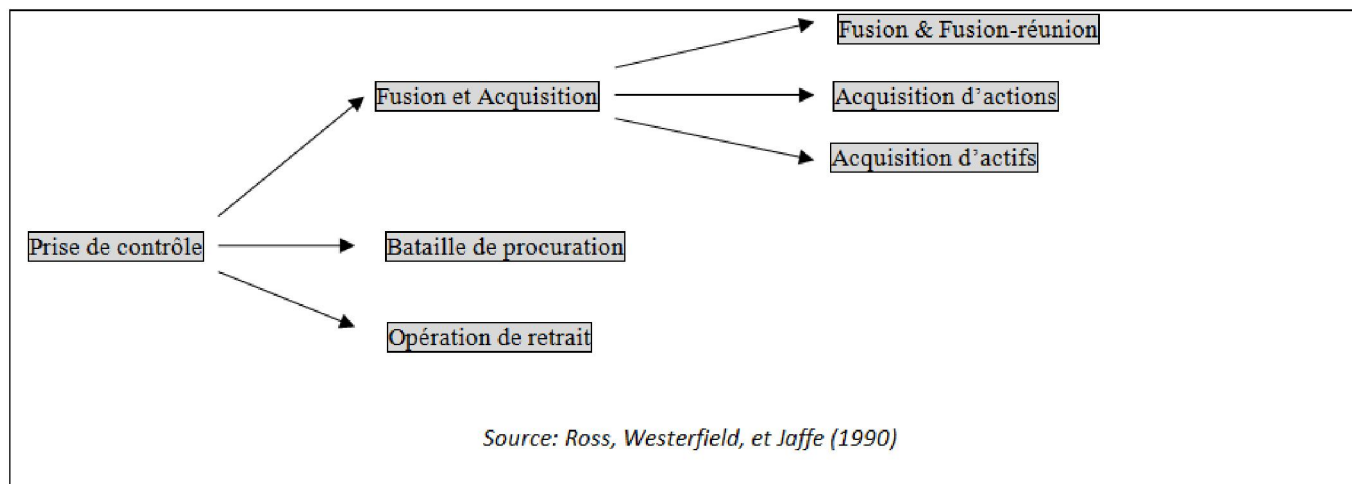 Fusion & Fusion-réunion
Fusion et Acquisition
Acquisition d’actions
Acquisition d’actifs
Prise de contrôle
Bataille de procuration
Opération de retrait
Source: Ross, Westerfield, et Jaffe (1990)